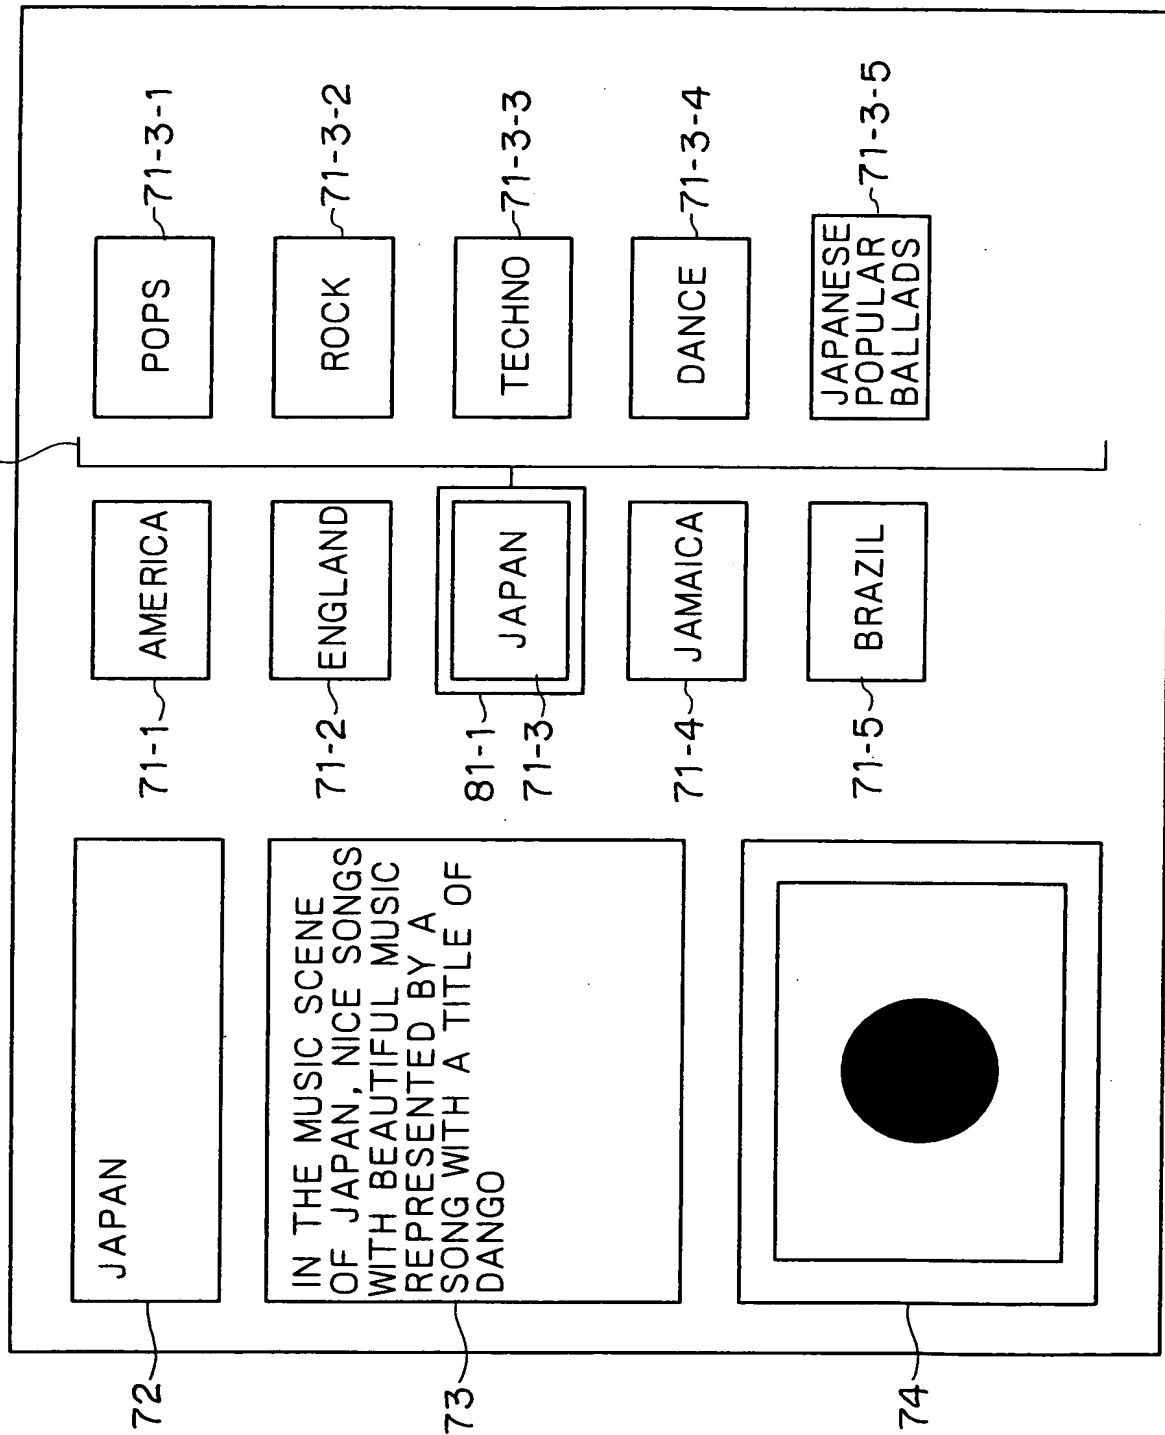 72
JAPAN
73
IN THE MUSIC SCENE
OF JAPAN, NICE SONGS
WITH BEAUTIFUL MUSIC
REPRESENTED BY A
SONG WITH A TITLE OF
DANGO
74
71-1
AMERICA
71-2
ENGLAND
81-1
71-3
JAPAN
71-4
JAMAICA
71-5
BRAZIL
POPS
71-3-1
ROCK
71-3-2
TECHNO
71-3-3
DANCE
71-3-4
JAPANESE
POPULAR
BALLADS
71-3-5